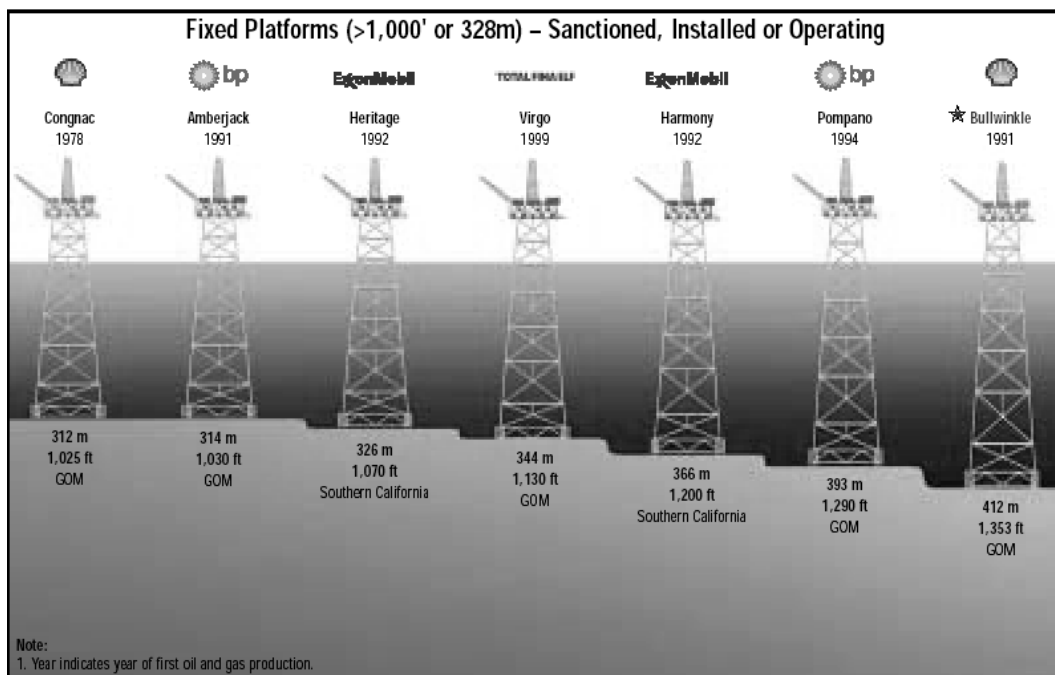 Fixed Platforms (>1,000' or 328m) – Sanctioned, Installed or Operating
bp
ExxonMobil
TOTAL FINA ELF
ExxonMobil
bp
Congnac
1978
Amberjack
1991
Heritage
1992
Virgo
1999
Harmony
1992
Pompano
1994
Bullwinkle
1991
312 m
1,025 ft
GOM
314 m
1,030 ft
GOM
326 m
1,070 ft
Southern California
344 m
1,130 ft
GOM
366 m
1,200 ft
Southern California
393 m
1,290 ft
GOM
412 m
1,353 ft
GOM
Note:
1. Year indicates year of first oil and gas production.